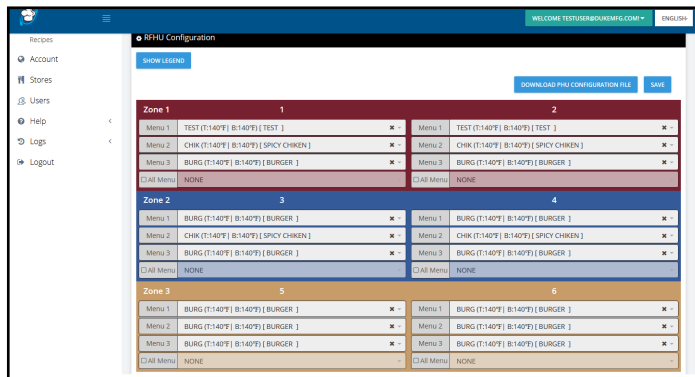 WELCOME TESTUSER@DUKEMFG.COM!
ENGLISH
Recipes
RFHU Configuration
Account
SHOW LEGEND
Stores
DOWNLOAD PHU CONFIGURATION FILE SAVE
Users
Help
Logs
Logout
Zone 1 1 2
Menu 1 TEST (T:140°F| B:140°F) [ TEST ] Menu 1 TEST (T:140°F| B:140°F) [ TEST ]
Menu 2 CHIK (T:140°F| B:140°F) [ SPICY CHIKEN ] Menu 2 CHIK (T:140°F| B:140°F) [ SPICY CHIKEN ]
Menu 3 BURG (T:140°F| B:140°F) [ BURGER ] Menu 3 BURG (T:140°F| B:140°F) [ BURGER ]
All Menu NONE All Menu NONE
Zone 2 3 4
Menu 1 BURG (T:140°F| B:140°F) [ BURGER ] Menu 1 BURG (T:140°F| B:140°F) [ BURGER ]
Menu 2 CHIK (T:140°F| B:140°F) [ SPICY CHIKEN ] Menu 2 CHIK (T:140°F| B:140°F) [ SPICY CHIKEN ]
Menu 3 BURG (T:140°F| B:140°F) [ BURGER ] Menu 3 BURG (T:140°F| B:140°F) [ BURGER ]
All Menu NONE All Menu NONE
Zone 3 5 6
Menu 1 BURG (T:140°F| B:140°F) [ BURGER ] Menu 1 BURG (T:140°F| B:140°F) [ BURGER ]
Menu 2 BURG (T:140°F| B:140°F) [ BURGER ] Menu 2 BURG (T:140°F| B:140°F) [ BURGER ]
Menu 3 BURG (T:140°F| B:140°F) [ BURGER ] Menu 3 BURG (T:140°F| B:140°F) [ BURGER ]
All Menu NONE All Menu NONE